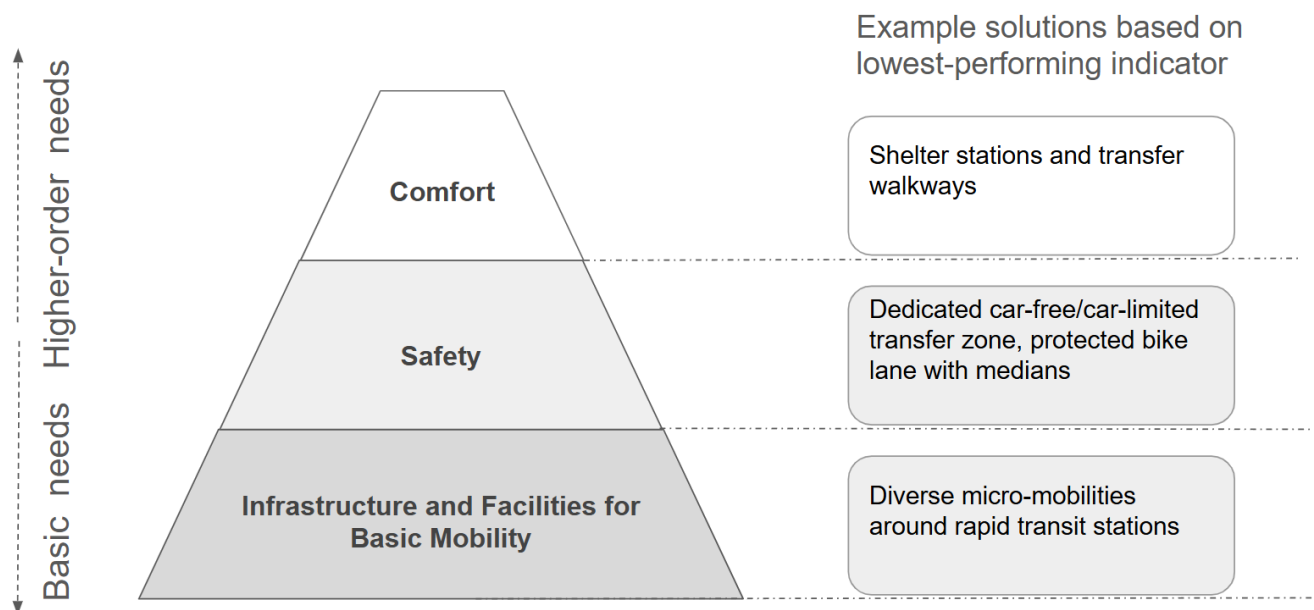 Example solutions based on
lowest-performing indicator
Higher-order needs
Basic needs
Comfort
Shelter stations and transfer
walkways
Safety
Dedicated car-free/car-limited
transfer zone, protected bike
lane with medians
Infrastructure and Facilities for
Basic Mobility
Diverse micro-mobilities
around rapid transit stations